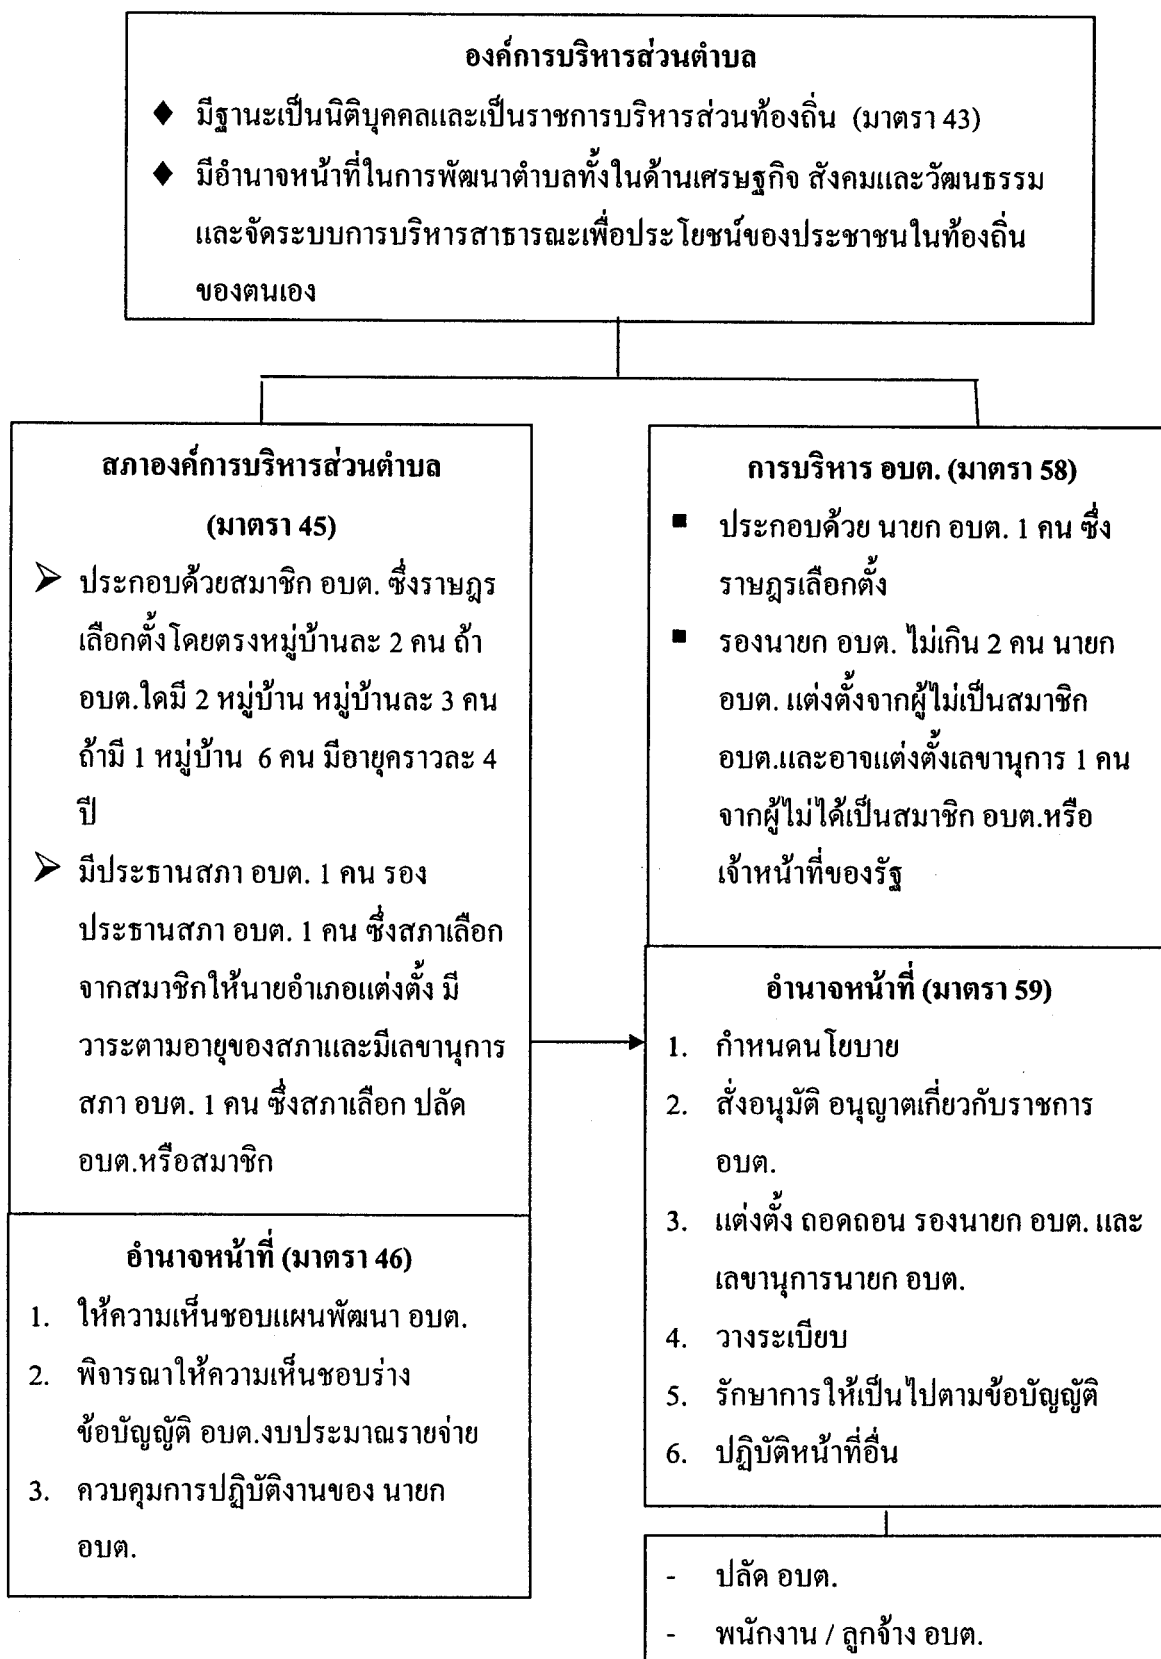 องค์การบริหารส่วนตำบล
♦ มีฐานะเป็นนิติบุคคลและเป็นราชการบริหารส่วนท้องถิ่น (มาตรา 43)
♦ มีอำนาจหน้าที่ในการพัฒนาตำบลทั้งในด้านเศรษฐกิจ สังคมและวัฒนธรรม
และจัดระบบการบริหารสาธารณะเพื่อประโยชน์ของประชาชนในท้องถิ่น
ของตนเอง
สภาองค์การบริหารส่วนตำบล
(มาตรา 45)
➢ ประกอบด้วยสมาชิก อบต. ซึ่งราษฎร
เลือกตั้งโดยตรงหมู่บ้านละ 2 คน ถ้า
อบต.ใดมี 2 หมู่บ้าน หมู่บ้านละ 3 คน
ถ้ามี 1 หมู่บ้าน 6 คน มีอายุคราวละ 4
ปี
➢ มีประธานสภา อบต. 1 คน รอง
ประธานสภา อบต. 1 คน ซึ่งสภาเลือก
จากสมาชิกให้นายอำเภอแต่งตั้ง มี
วาระตามอายุของสภาและมีเลขานุการ
สภา อบต. 1 คน ซึ่งสภาเลือก ปลัด
อบต.หรือสมาชิก
อำนาจหน้าที่ (มาตรา 46)
1. ให้ความเห็นชอบแผนพัฒนา อบต.
2. พิจารณาให้ความเห็นชอบร่าง
ข้อบัญญัติ อบต.งบประมาณรายจ่าย
3. ควบคุมการปฏิบัติงานของ นายก
อบต.
การบริหาร อบต. (มาตรา 58)
▪ ประกอบด้วย นายก อบต. 1 คน ซึ่ง
ราษฎรเลือกตั้ง
▪ รองนายก อบต. ไม่เกิน 2 คน นายก
อบต. แต่งตั้งจากผู้ไม่เป็นสมาชิก
อบต.และอาจแต่งตั้งเลขานุการ 1 คน
จากผู้ไม่ได้เป็นสมาชิก อบต.หรือ
เจ้าหน้าที่ของรัฐ
อำนาจหน้าที่ (มาตรา 59)
1. กำหนดนโยบาย
2. สั่งอนุมัติ อนุญาตเกี่ยวกับราชการ
อบต.
3. แต่งตั้ง ถอดถอน รองนายก อบต. และ
เลขานุการนายก อบต.
4. วางระเบียบ
5. รักษาการให้เป็นไปตามข้อบัญญัติ
6. ปฏิบัติหน้าที่อื่น
- ปลัด อบต.
- พนักงาน / ลูกจ้าง อบต.